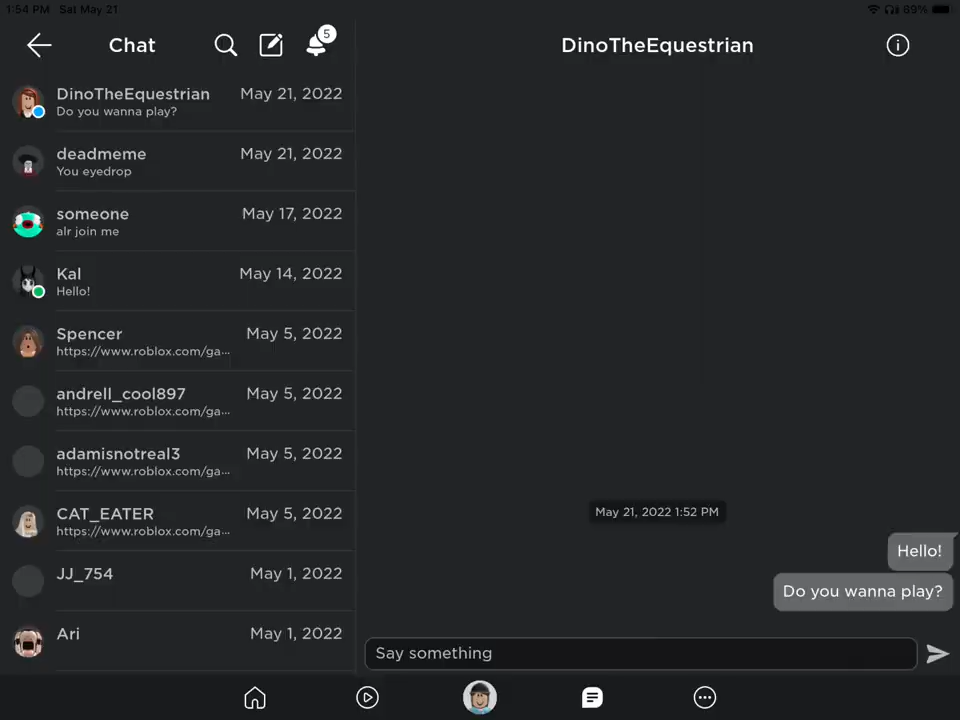 1:54 PM Sat May 21
89%
Chat
5
DinoTheEquestrian May 21, 2022
Do you wanna play?
deadmeme May 21, 2022
You eyedrop
someone May 17, 2022
alr join me
Kal May 14, 2022
Hello!
Spencer May 5, 2022
https://www.roblox.com/ga...
andrell_cool897 May 5, 2022
https://www.roblox.com/ga...
adamisnotreal3 May 5, 2022
https://www.roblox.com/ga...
CAT_EATER May 5, 2022
https://www.roblox.com/ga...
JJ_754 May 1, 2022
Ari May 1, 2022
DinoTheEquestrian
May 21, 2022 1:52 PM
Hello!
Do you wanna play?
Say something